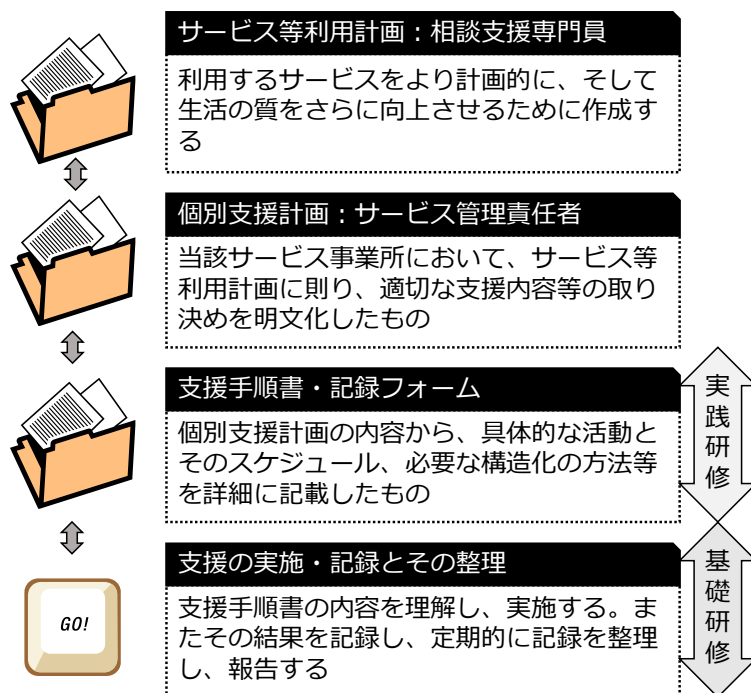 サービス等利用計画：相談支援専門員
利用するサービスをより計画的に、そして
生活の質をさらに向上させるために作成す
る
個別支援計画：サービス管理責任者
当該サービス事業所において、サービス等
利用計画に則り、適切な支援内容等の取り
決めを明文化したもの
支援手順書・記録フォーム
個別支援計画の内容から、具体的な活動と
そのスケジュール、必要な構造化の方法等
を詳細に記載したもの
実践研修
支援の実施・記録とその整理
支援手順書の内容を理解し、実施する。ま
たその結果を記録し、定期的に記録を整理
し、報告する
基礎研修
GO!